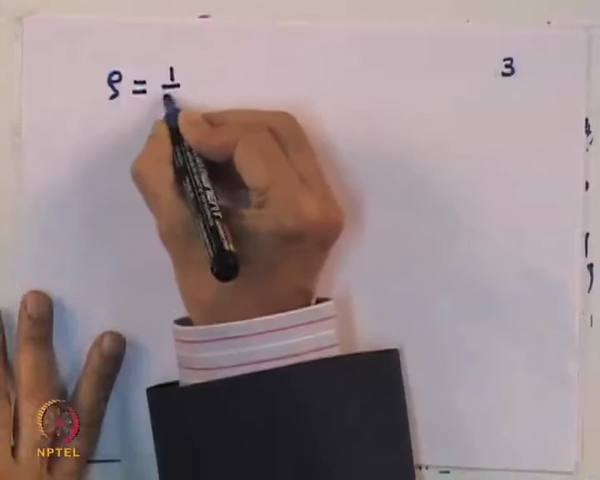 3
ρ = 1
NPTEL